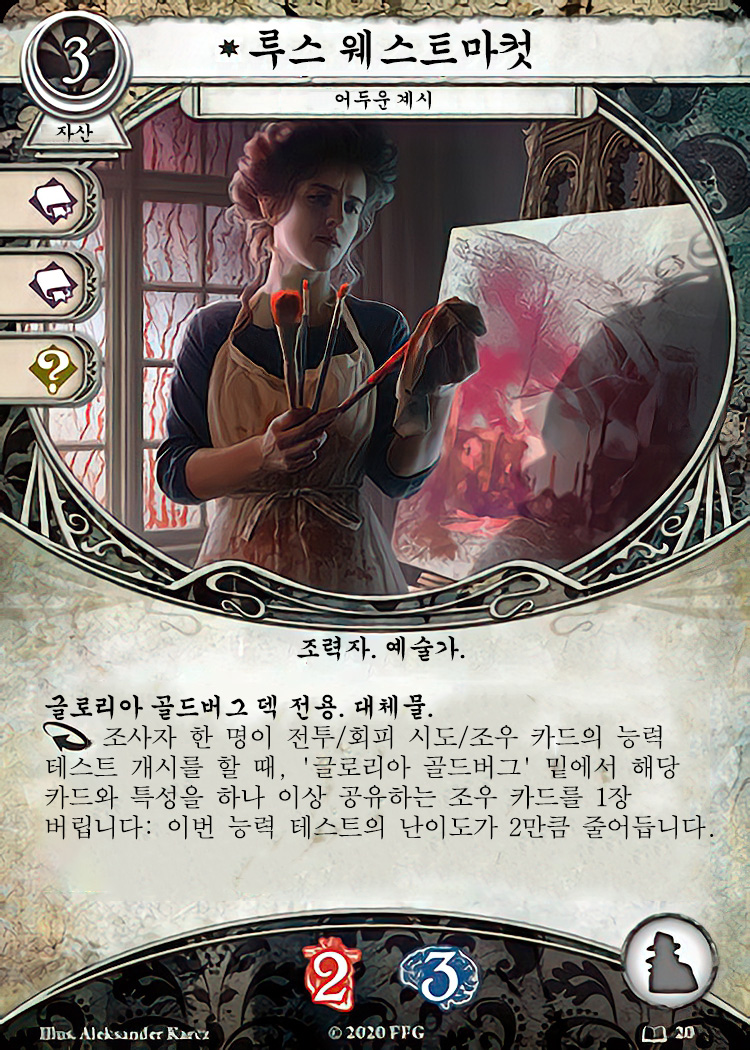 3
루스 웨스트마컷
어두운 계시
자산
?
조력자. 예술가.
글로리아 골드버그 덱 전용. 대체물.
조사자 한 명이 전투/회피 시도/조우 카드의 능력
테스트 개시를 할 때, '글로리아 골드버그' 밑에서 해당
카드와 특성을 하나 이상 공유하는 조우 카드를 1장
버립니다: 이번 능력 테스트의 난이도가 2만큼 줄어듭니다.
2 3
Illus. Aleksander Karcz © 2020 FFG 20